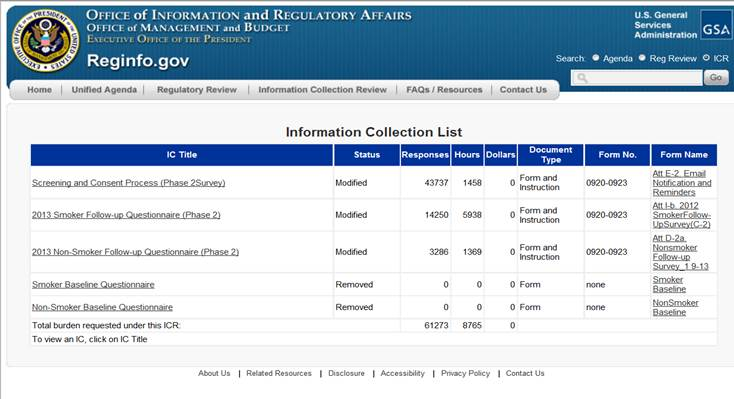 OFFICE OF INFORMATION AND REGULATORY AFFAIRS
OFFICE OF MANAGEMENT AND BUDGET
EXECUTIVE OFFICE OF THE PRESIDENT
Reginfo.gov
U.S. General
Services
Administration
GSA
Search: Agenda Reg Review ICR
Go
Home | Unified Agenda | Regulatory Review | Information Collection Review | FAQs / Resources | Contact Us
Information Collection List
IC Title Status Responses Hours Dollars Document Type Form No. Form Name
Screening and Consent Process (Phase 2Survey) Modified 43737 1458 0 Form and Instruction 0920-0923 Att E-2. Email Notification and Reminders
2013 Smoker Follow-up Questionnaire (Phase 2) Modified 14250 5938 0 Form and Instruction 0920-0923 Att I-b. 2012 SmokerFollow-UpSurvey(C-2)
2013 Non-Smoker Follow-up Questionnaire (Phase 2) Modified 3286 1369 0 Form and Instruction 0920-0923 Att D-2a. Nonsmoker Follow-up Survey_1 9-13
Smoker Baseline Questionnaire Removed 0 0 0 Form none Smoker Baseline
Non-Smoker Baseline Questionnaire Removed 0 0 0 Form none NonSmoker Baseline
Total burden requested under this ICR: 61273 8765 0
To view an IC, click on IC Title
About Us | Related Resources | Disclosure | Accessibility | Privacy Policy | Contact Us